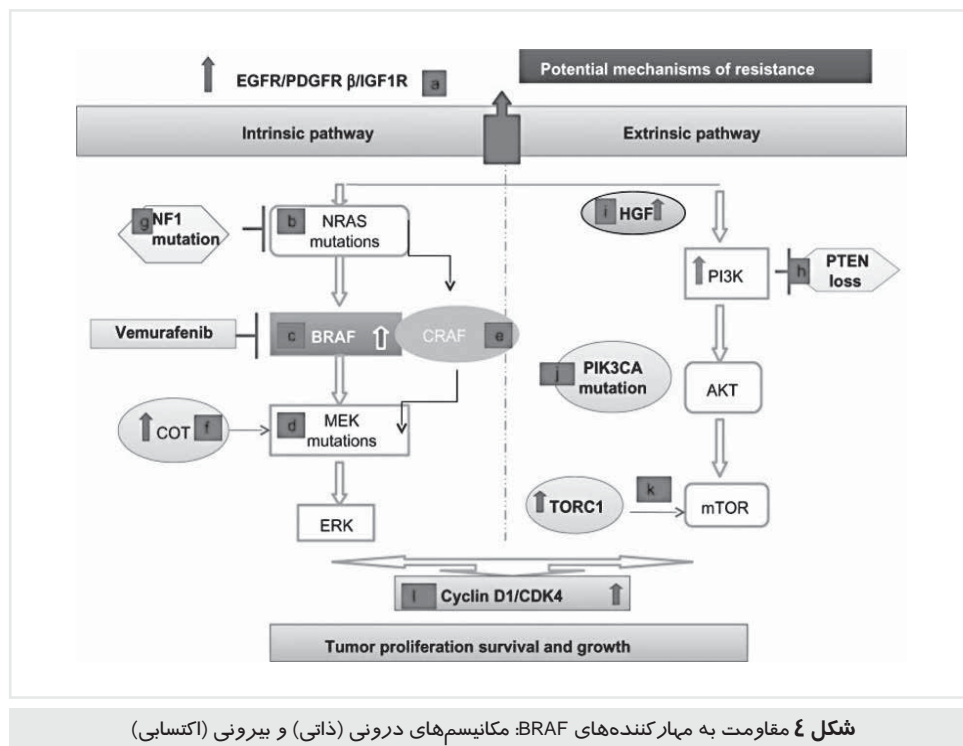 Potential mechanisms of resistance
EGFR/PDGFR β/IGF1R a
Intrinsic pathway
Extrinsic pathway
g NF1
mutation
b NRAS
mutations
i HGF
PI3K
h PTEN
loss
Vemurafenib
c BRAF
CRAF e
j PIK3CA
mutation
AKT
COT f
d MEK
mutations
k
TORC1
mTOR
ERK
l Cyclin D1/CDK4
Tumor proliferation survival and growth
شکل ٤ مقاومت به مهارکننده‌های BRAF: مکانیسم‌های درونی (ذاتی) و بیرونی (اکتسابی)